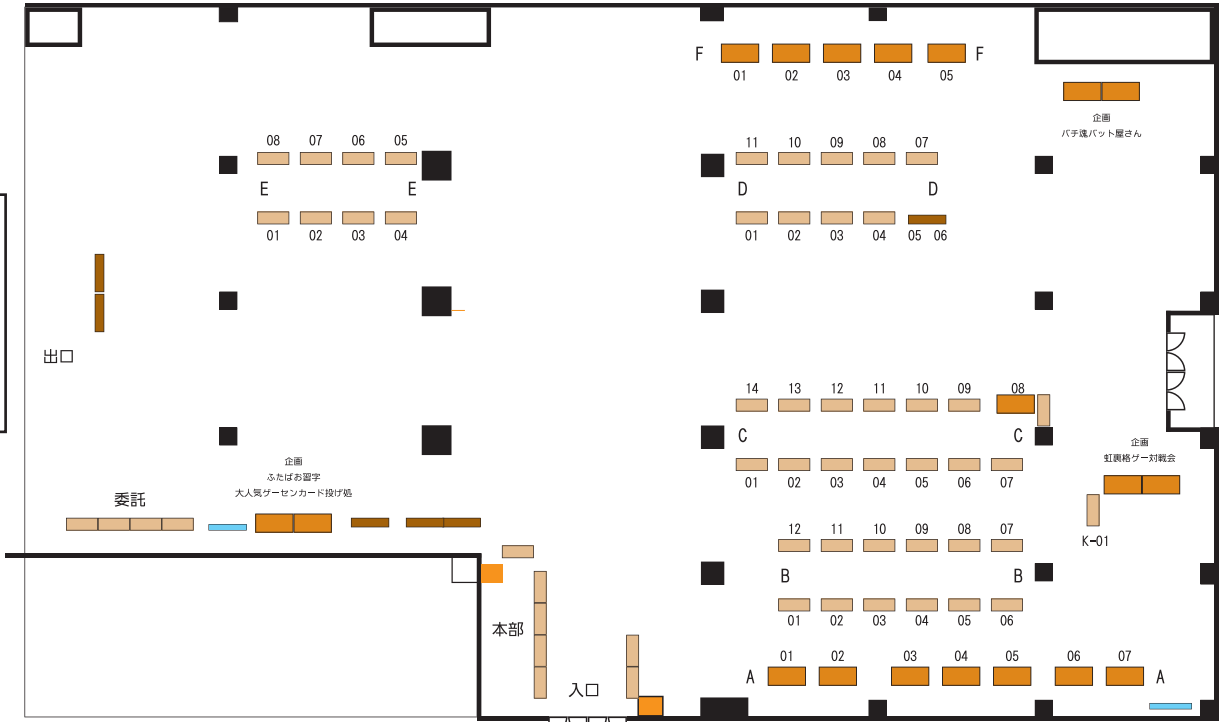 F F
01 02 03 04 05
企画
バチ魂バット屋さん
08 07 06 05
E E
01 02 03 04
11 10 09 08 07
D D
01 02 03 04 05 06
出口
14 13 12 11 10 09 08
C C
01 02 03 04 05 06 07
企画
虹裏格ゲー対戦会
K-01
企画
ふたばお習字
大人気ゲーセンカード投げ処
委託
12 11 10 09 08 07
B B
01 02 03 04 05 06
本部
入口
01 02 03 04 05 06 07
A A